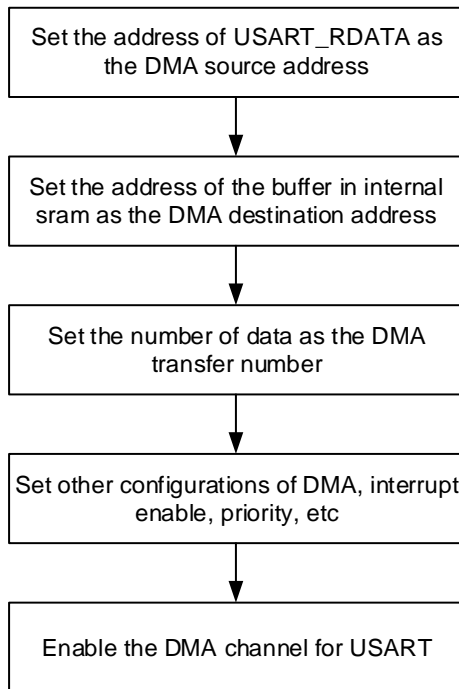 Set the address of USART_RDATA as
the DMA source address
Set the address of the buffer in internal
sram as the DMA destination address
Set the number of data as the DMA
transfer number
Set other configurations of DMA, interrupt
enable, priority, etc
Enable the DMA channel for USART